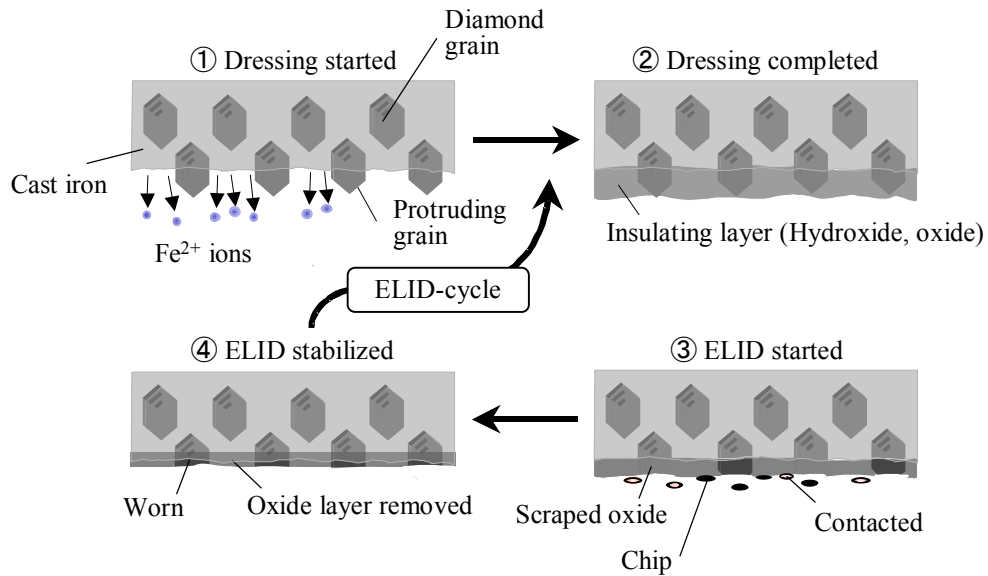 Diamond
grain
① Dressing started
② Dressing completed
Cast iron
Protruding
grain
Fe²⁺ ions
Insulating layer (Hydroxide, oxide)
ELID-cycle
④ ELID stabilized
③ ELID started
Worn
Oxide layer removed
Scraped oxide
Contacted
Chip